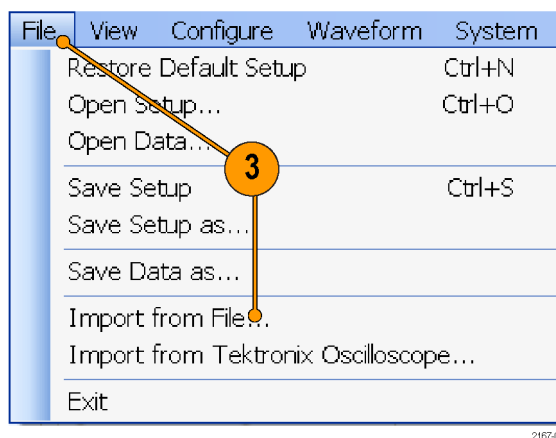 File View Configure Waveform System
Restore Default Setup Ctrl+N
Open Setup... Ctrl+O
Open Data...
3
Save Setup Ctrl+S
Save Setup as...
Save Data as...
Import from File...
Import from Tektronix Oscilloscope...
Exit